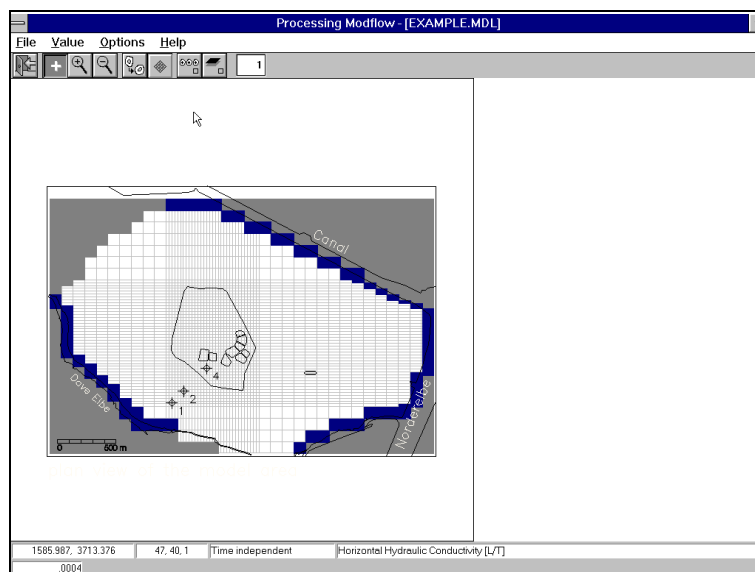 Processing Modflow - [EXAMPLE.MDL]
File Value Options Help
1
Canal
4
2
1
Dave Elbe
Norderelbe
0 500 m
1585.987, 3713.376 47, 40, 1 Time independent Horizontal Hydraulic Conductivity [L/T]
.0004